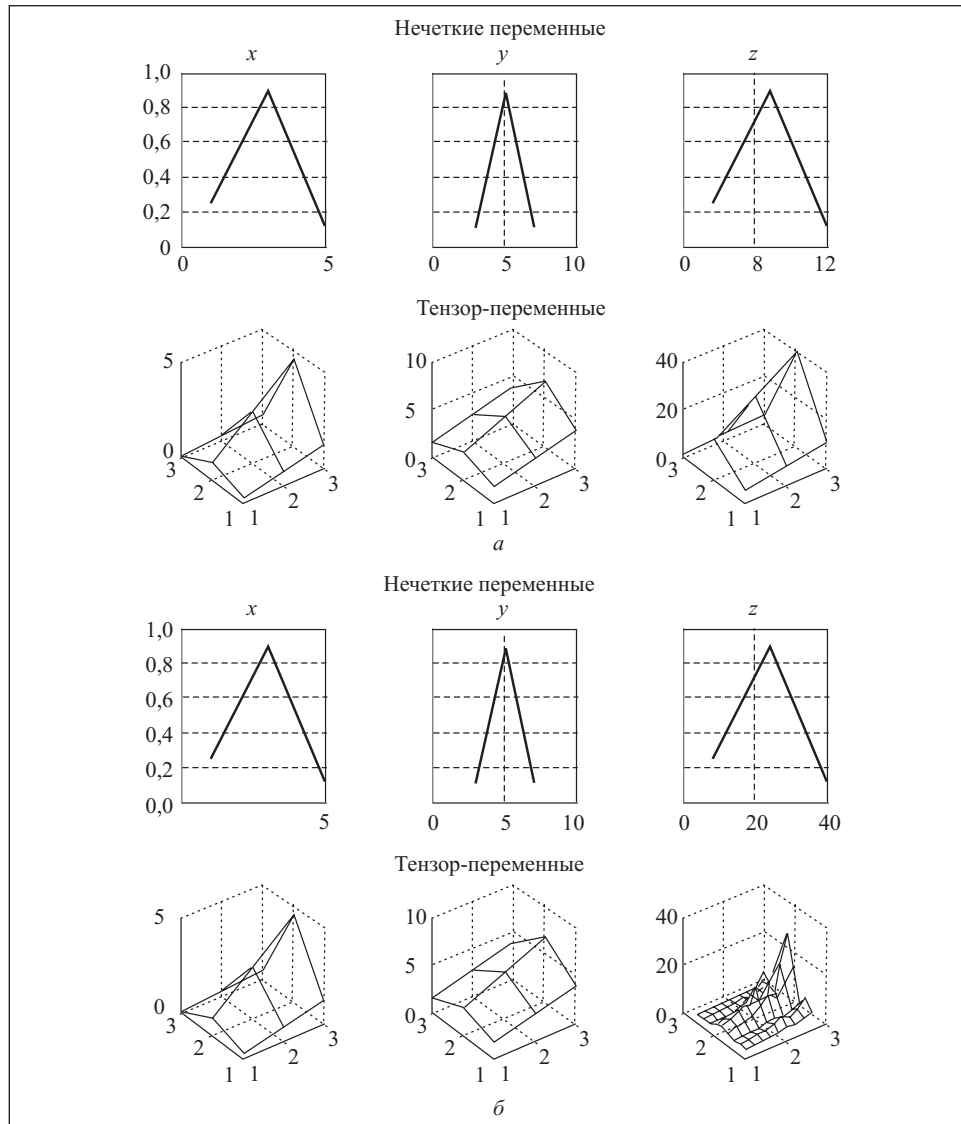 Нечеткие переменные
x y z
1,0
0,8
0,6
0,4
0,2
0
0 5 0 5 10 0 8 12
Тензор-переменные
5 10 40
5 20
0 0 0
3 3 3 3 3 3
2 2 2 2 2 2
1 1 1 1 1 1
а
Нечеткие переменные
x y z
1,0
0,8
0,6
0,4
0,2
0,0
5 0 5 10 0 20 40
Тензор-переменные
5 10 40
5 20
0 0 0
3 3 3 3 3 3
2 2 2 2 2 2
1 1 1 1 1 1
б